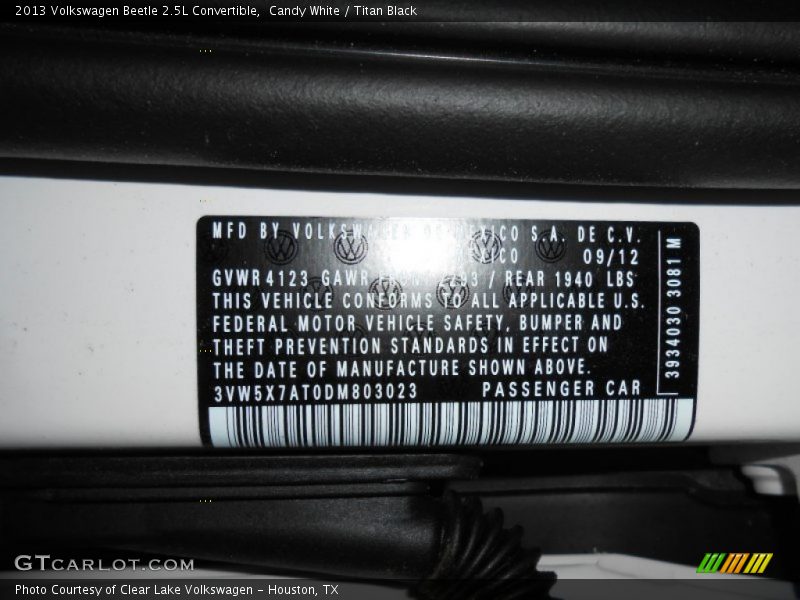 2013 Volkswagen Beetle 2.5L Convertible,  Candy White / Titan Black
MFD BY VOLKSWAGEN DE MEXICO S.A. DE C.V.
09/12
GVWR 4123 GAWR / REAR 1940 LBS
THIS VEHICLE CONFORMS TO ALL APPLICABLE U.S.
FEDERAL MOTOR VEHICLE SAFETY, BUMPER AND
THEFT PREVENTION STANDARDS IN EFFECT ON
THE DATE OF MANUFACTURE SHOWN ABOVE.
3VW5X7AT0DM803023 PASSENGER CAR
3934030 3081 M
GTCARLOT.COM
Photo Courtesy of Clear Lake Volkswagen – Houston, TX